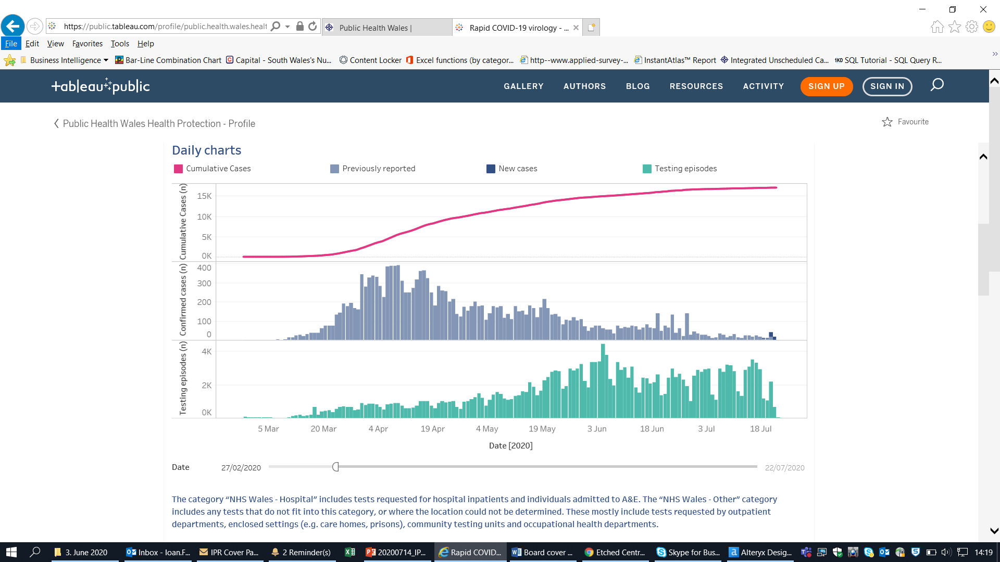 https://public.tableau.com/profile/public.health.wales.healt
Public Health Wales |
Rapid COVID-19 virology - ...
File Edit View Favorites Tools Help
Business Intelligence
Bar-Line Combination Chart
Capital - South Wales's Nu...
Content Locker
Excel functions (by categor...
http--www.applied-survey-...
InstantAtlas™ Report
Integrated Unscheduled Ca...
SQL Tutorial - SQL Query R...
+ableau public
GALLERY AUTHORS BLOG RESOURCES ACTIVITY SIGN UP SIGN IN
Public Health Wales Health Protection - Profile
Favourite
Daily charts
Cumulative Cases Previously reported New cases Testing episodes
Cumulative Cases (n)
15K
10K
5K
0K
Confirmed cases (n)
400
300
200
100
0
Testing episodes (n)
4K
2K
0K
5 Mar 20 Mar 4 Apr 19 Apr 4 May 19 May 3 Jun 18 Jun 3 Jul 18 Jul
Date [2020]
Date 27/02/2020 22/07/2020
The category “NHS Wales - Hospital” includes tests requested for hospital inpatients and individuals admitted to A&E. The “NHS Wales - Other” category
includes any tests that do not fit into this category, or where the location could not be determined. These mostly include tests requested by outpatient
departments, enclosed settings (e.g. care homes, prisons), community testing units and occupational health departments.
3. June 2020
Inbox - Ioan.F...
IPR Cover Pa...
2 Reminder(s)
20200714_IP...
Rapid COVID...
Board cover ...
Etched Centr...
Skype for Bus...
Alteryx Desig...
14:19